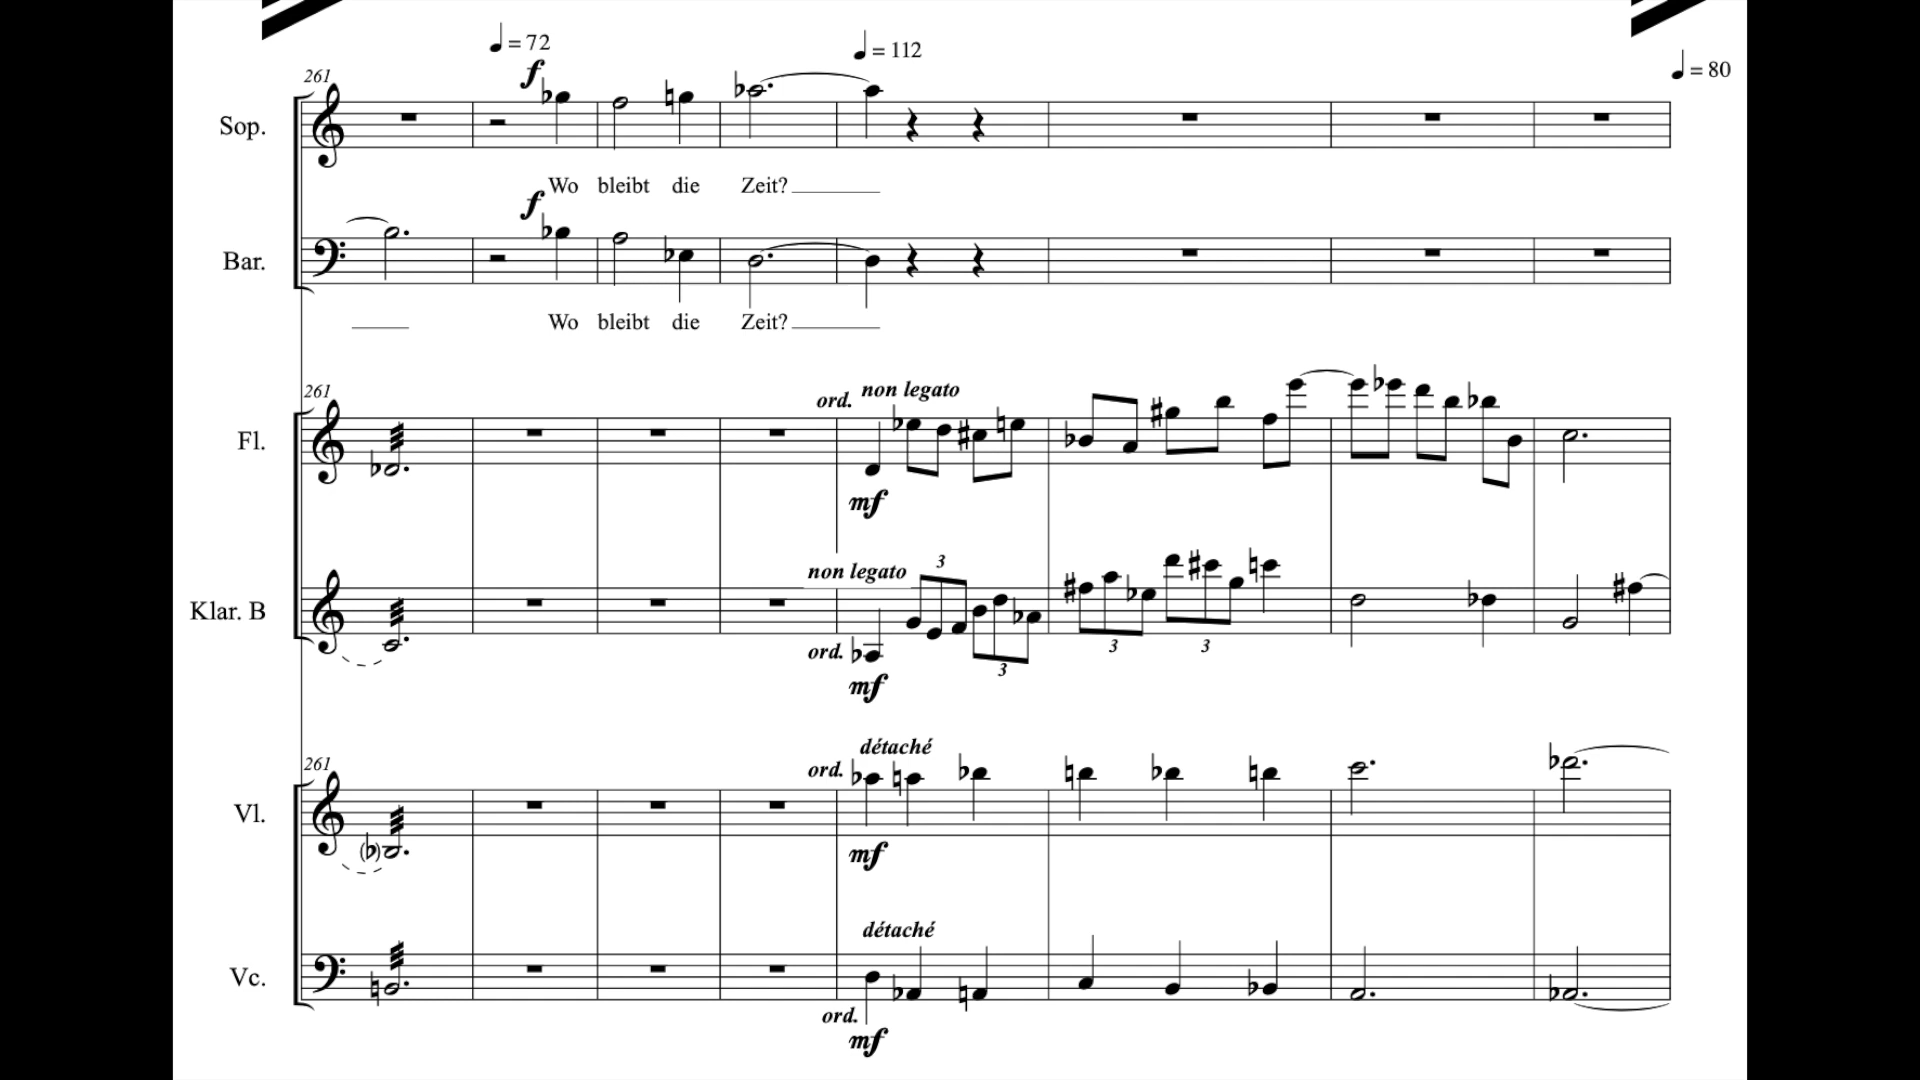 = 72
= 112
= 80
261
f
Sop.
Wo bleibt die Zeit?
f
Bar.
Wo bleibt die Zeit?
261
ord. non legato
Fl.
mf
non legato 3
Klar. B
ord. 3 3 3
mf
détaché
261 ord.
Vl.
mf
détaché
Vc.
ord.
mf